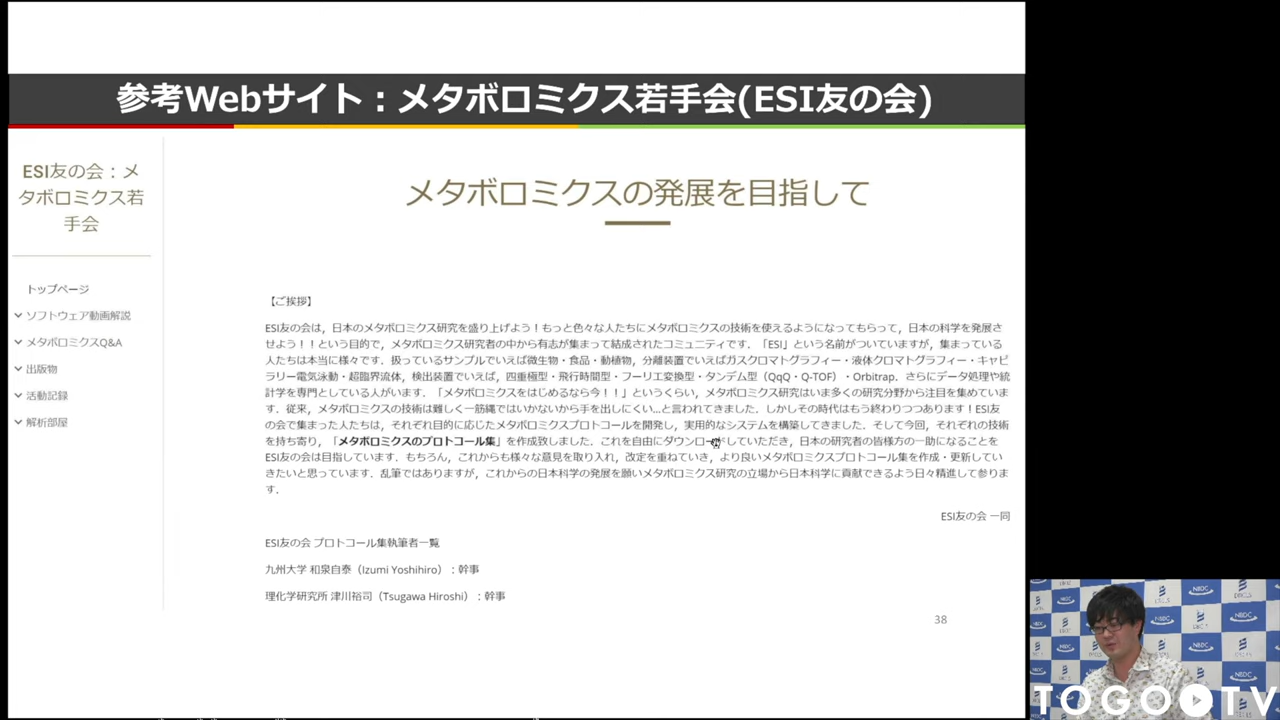 参考Webサイト：メタボロミクス若手会(ESI友の会)
ESI友の会：メ
タボロミクス若
手会
トップページ
ソフトウェア動画解説
メタボロミクスQ&A
出版物
活動記録
解析部屋
メタボロミクスの発展を目指して
【ご挨拶】
ESI友の会は，日本のメタボロミクス研究を盛り上げよう！もっと色々な人たちにメタボロミクスの技術を使えるようになってもらって，日本の科学を発展さ
せよう！！という目的で，メタボロミクス研究者の中から有志が集まって結成されたコミュニティです．「ESI」という名前がついていますが，集まっている
人たちは本当に様々です．扱っているサンプルでいえば微生物・食品・動植物，分離装置でいえばガスクロマトグラフィー・液体クロマトグラフィー・キャピ
ラリー電気泳動・超臨界流体，検出装置でいえば，四重極型・飛行時間型・フーリエ変換型・タンデム型（QqQ・Q-TOF）・Orbitrap．さらにデータ処理や統
計学を専門としている人がいます．「メタボロミクスをはじめるなら今！！」というくらい，メタボロミクス研究はいま多くの研究分野から注目を集めていま
す．従来，メタボロミクスの技術は難しく一筋縄ではいかないから手を出しにくい…と言われてきました．しかしその時代はもう終わりつつあります！ESI友
の会で集まった人たちは，それぞれ目的に応じたメタボロミクスプロトコールを開発し，実用的なシステムを構築してきました．そして今回，それぞれの技術
を持ち寄り，「メタボロミクスのプロトコール集」を作成致しました．これを自由にダウンロードしていただき，日本の研究者の皆様方の一助になることを
ESI友の会は目指しています．もちろん，これからも様々な意見を取り入れ，改定を重ねていき，より良いメタボロミクスプロトコール集を作成・更新してい
きたいと思っています．乱筆ではありますが，これからの日本科学の発展を願いメタボロミクス研究の立場から日本科学に貢献できるよう日々精進して参りま
す．
ESI友の会 一同
ESI友の会 プロトコール集執筆者一覧
九州大学 和泉自泰（Izumi Yoshihiro）：幹事
理化学研究所 津川裕司（Tsugawa Hiroshi）：幹事
38
NBDC
DBCLS
TOGOTV